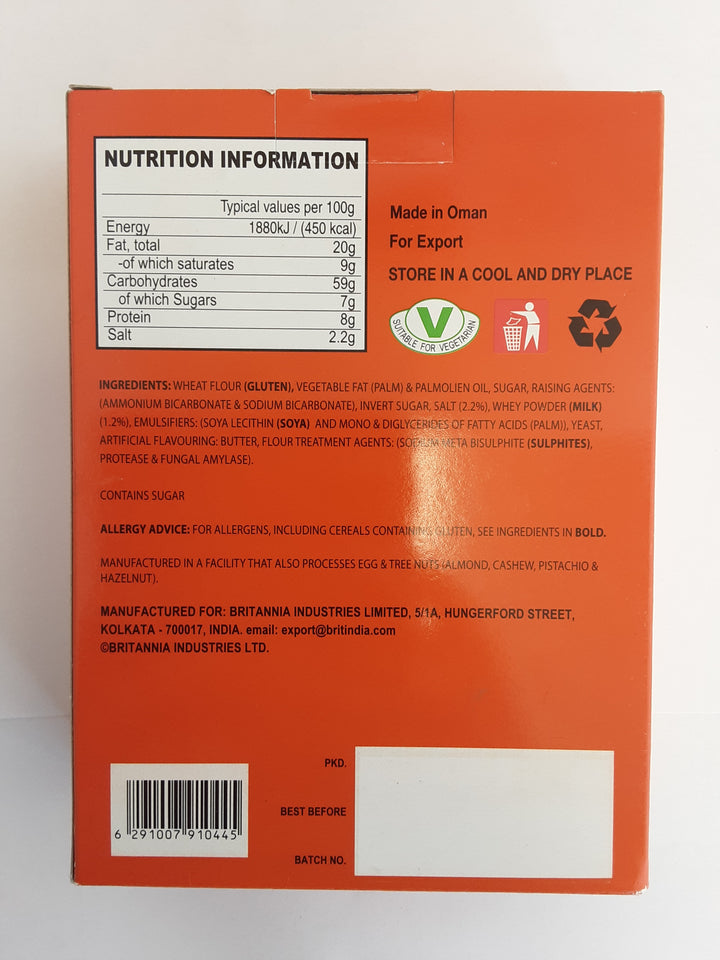 NUTRITION INFORMATION
Typical values per 100g
Energy 1880kJ / (450 kcal)
Fat, total 20g
-of which saturates 9g
Carbohydrates 59g
of which Sugars 7g
Protein 8g
Salt 2.2g
Made in Oman
For Export
STORE IN A COOL AND DRY PLACE
V
SUITABLE FOR VEGETARIAN
INGREDIENTS: WHEAT FLOUR (GLUTEN), VEGETABLE FAT (PALM) & PALMOLIEN OIL, SUGAR, RAISING AGENTS:
(AMMONIUM BICARBONATE & SODIUM BICARBONATE), INVERT SUGAR, SALT (2.2%), WHEY POWDER (MILK)
(1.2%), EMULSIFIERS: (SOYA LECITHIN (SOYA) AND MONO & DIGLYCERIDES OF FATTY ACIDS (PALM)), YEAST,
ARTIFICIAL FLAVOURING: BUTTER, FLOUR TREATMENT AGENTS: (SODIUM META BISULPHITE (SULPHITES),
PROTEASE & FUNGAL AMYLASE).
CONTAINS SUGAR
ALLERGY ADVICE: FOR ALLERGENS, INCLUDING CEREALS CONTAINING GLUTEN, SEE INGREDIENTS IN BOLD.
MANUFACTURED IN A FACILITY THAT ALSO PROCESSES EGG & TREE NUTS (ALMOND, CASHEW, PISTACHIO &
HAZELNUT).
MANUFACTURED FOR: BRITANNIA INDUSTRIES LIMITED, 5/1A, HUNGERFORD STREET,
KOLKATA - 700017, INDIA. email: export@britindia.com
©BRITANNIA INDUSTRIES LTD.
PKD.
BEST BEFORE
BATCH NO.
6 291007 910445